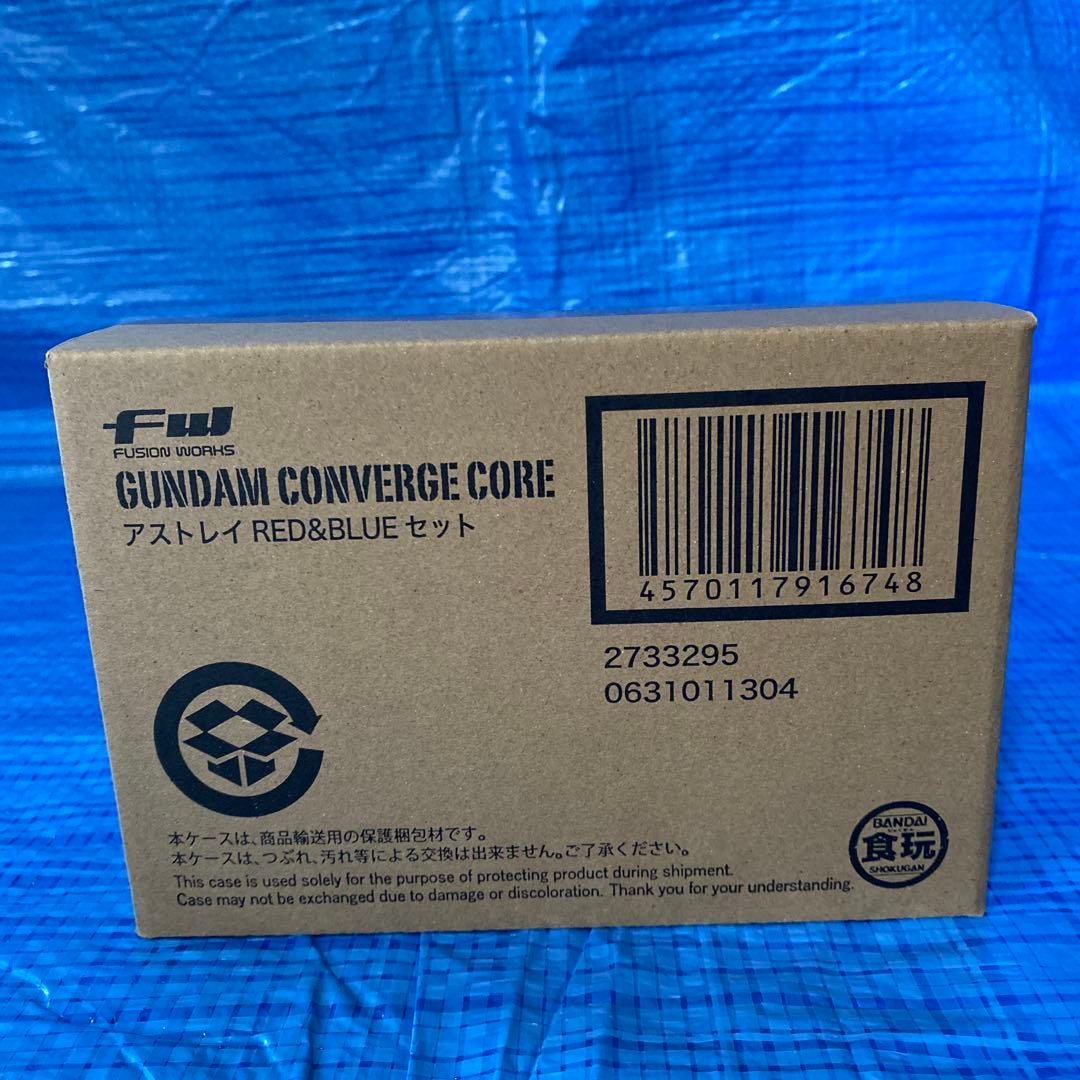 FW
FUSION WORKS
GUNDAM CONVERGE CORE
アストレイ RED&BLUE セット
4570117916748
2733295
0631011304
本ケースは、商品輸送用の保護梱包材です。
本ケースは、つぶれ、汚れ等による交換は出来ません。ご了承ください。
This case is used solely for the purpose of protecting product during shipment.
Case may not be exchanged due to damage or discoloration. Thank you for your understanding.
BANDAI
食玩
SHOKUGAN